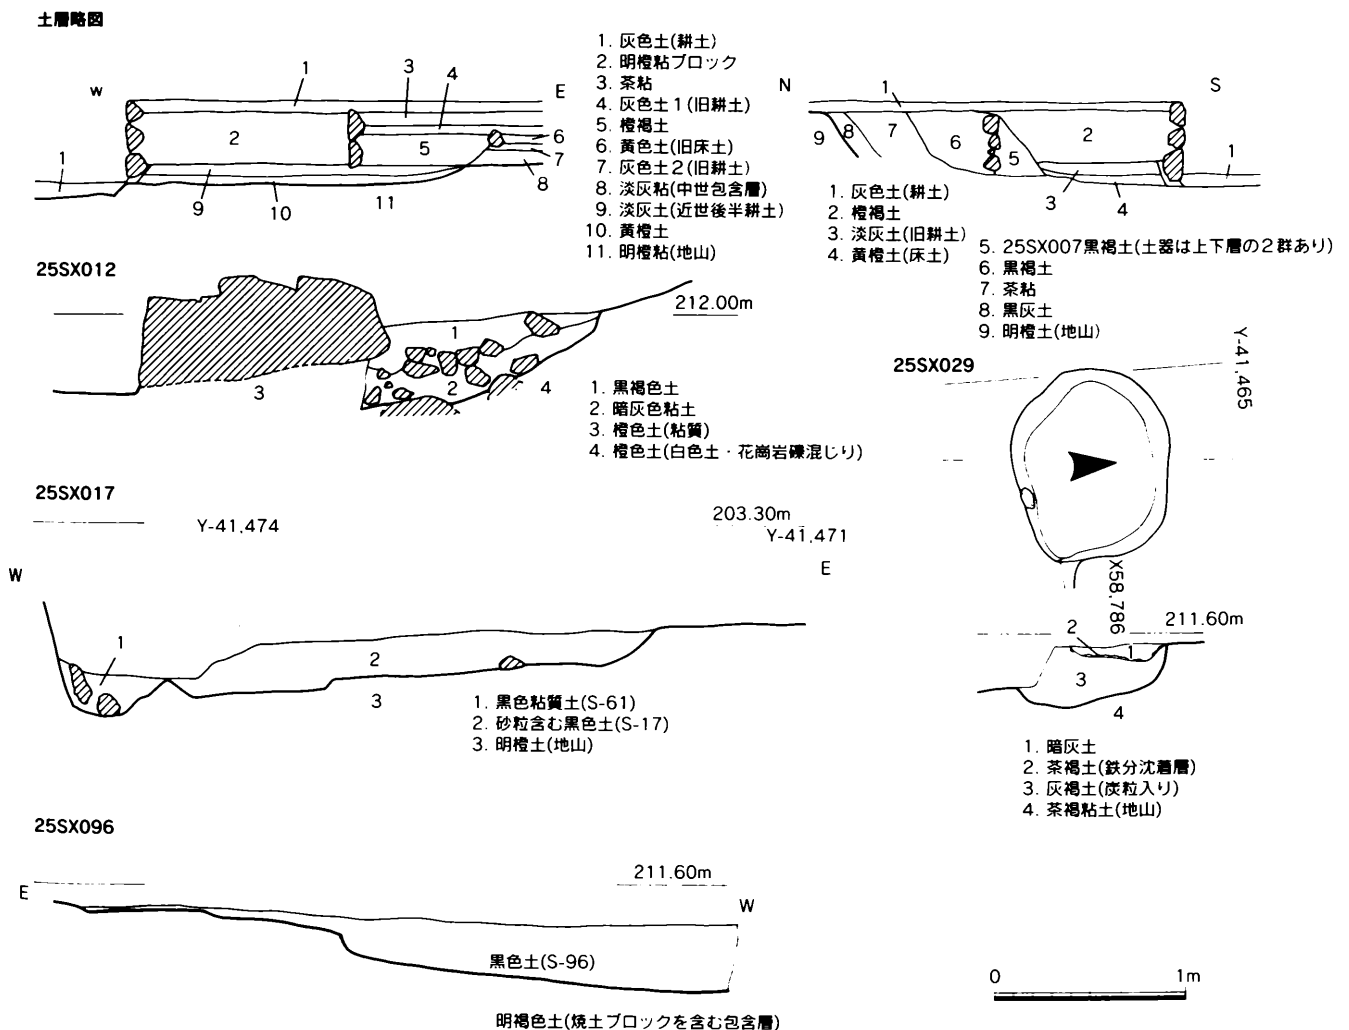 土層略図
W
E
1
3
4
2
5
6
7
8
1
9
10
11
1. 灰色土(耕土)
2. 明橙粘ブロック
3. 茶粘
4. 灰色土1(旧耕土)
5. 橙褐土
6. 黄色土(旧床土)
7. 灰色土2(旧耕土)
8. 淡灰粘(中世包含層)
9. 淡灰土(近世後半耕土)
10. 黄橙土
11. 明橙粘(地山)
N
S
1
9
8
7
6
5
2
1
3
4
1. 灰色土(耕土)
2. 橙褐土
3. 淡灰土(旧耕土)
4. 黄橙土(床土)
5. 25SX007黒褐土(土器は上下層の2群あり)
6. 黒褐土
7. 茶粘
8. 黒灰土
9. 明橙土(地山)
25SX012
212.00m
1
2
3
4
1. 黒褐色土
2. 暗灰色粘土
3. 橙色土(粘質)
4. 橙色土(白色土・花崗岩礫混じり)
25SX029
Y-41,465
X58,786
211.60m
2
1
3
4
1. 暗灰土
2. 茶褐土(鉄分沈着層)
3. 灰褐土(炭粒入り)
4. 茶褐粘土(地山)
25SX017
Y-41,474
203.30m
Y-41,471
W
E
1
2
3
1. 黒色粘質土(S-61)
2. 砂粒含む黒色土(S-17)
3. 明橙土(地山)
25SX096
211.60m
E
W
黒色土(S-96)
明褐色土(焼土ブロックを含む包含層)
0
1m